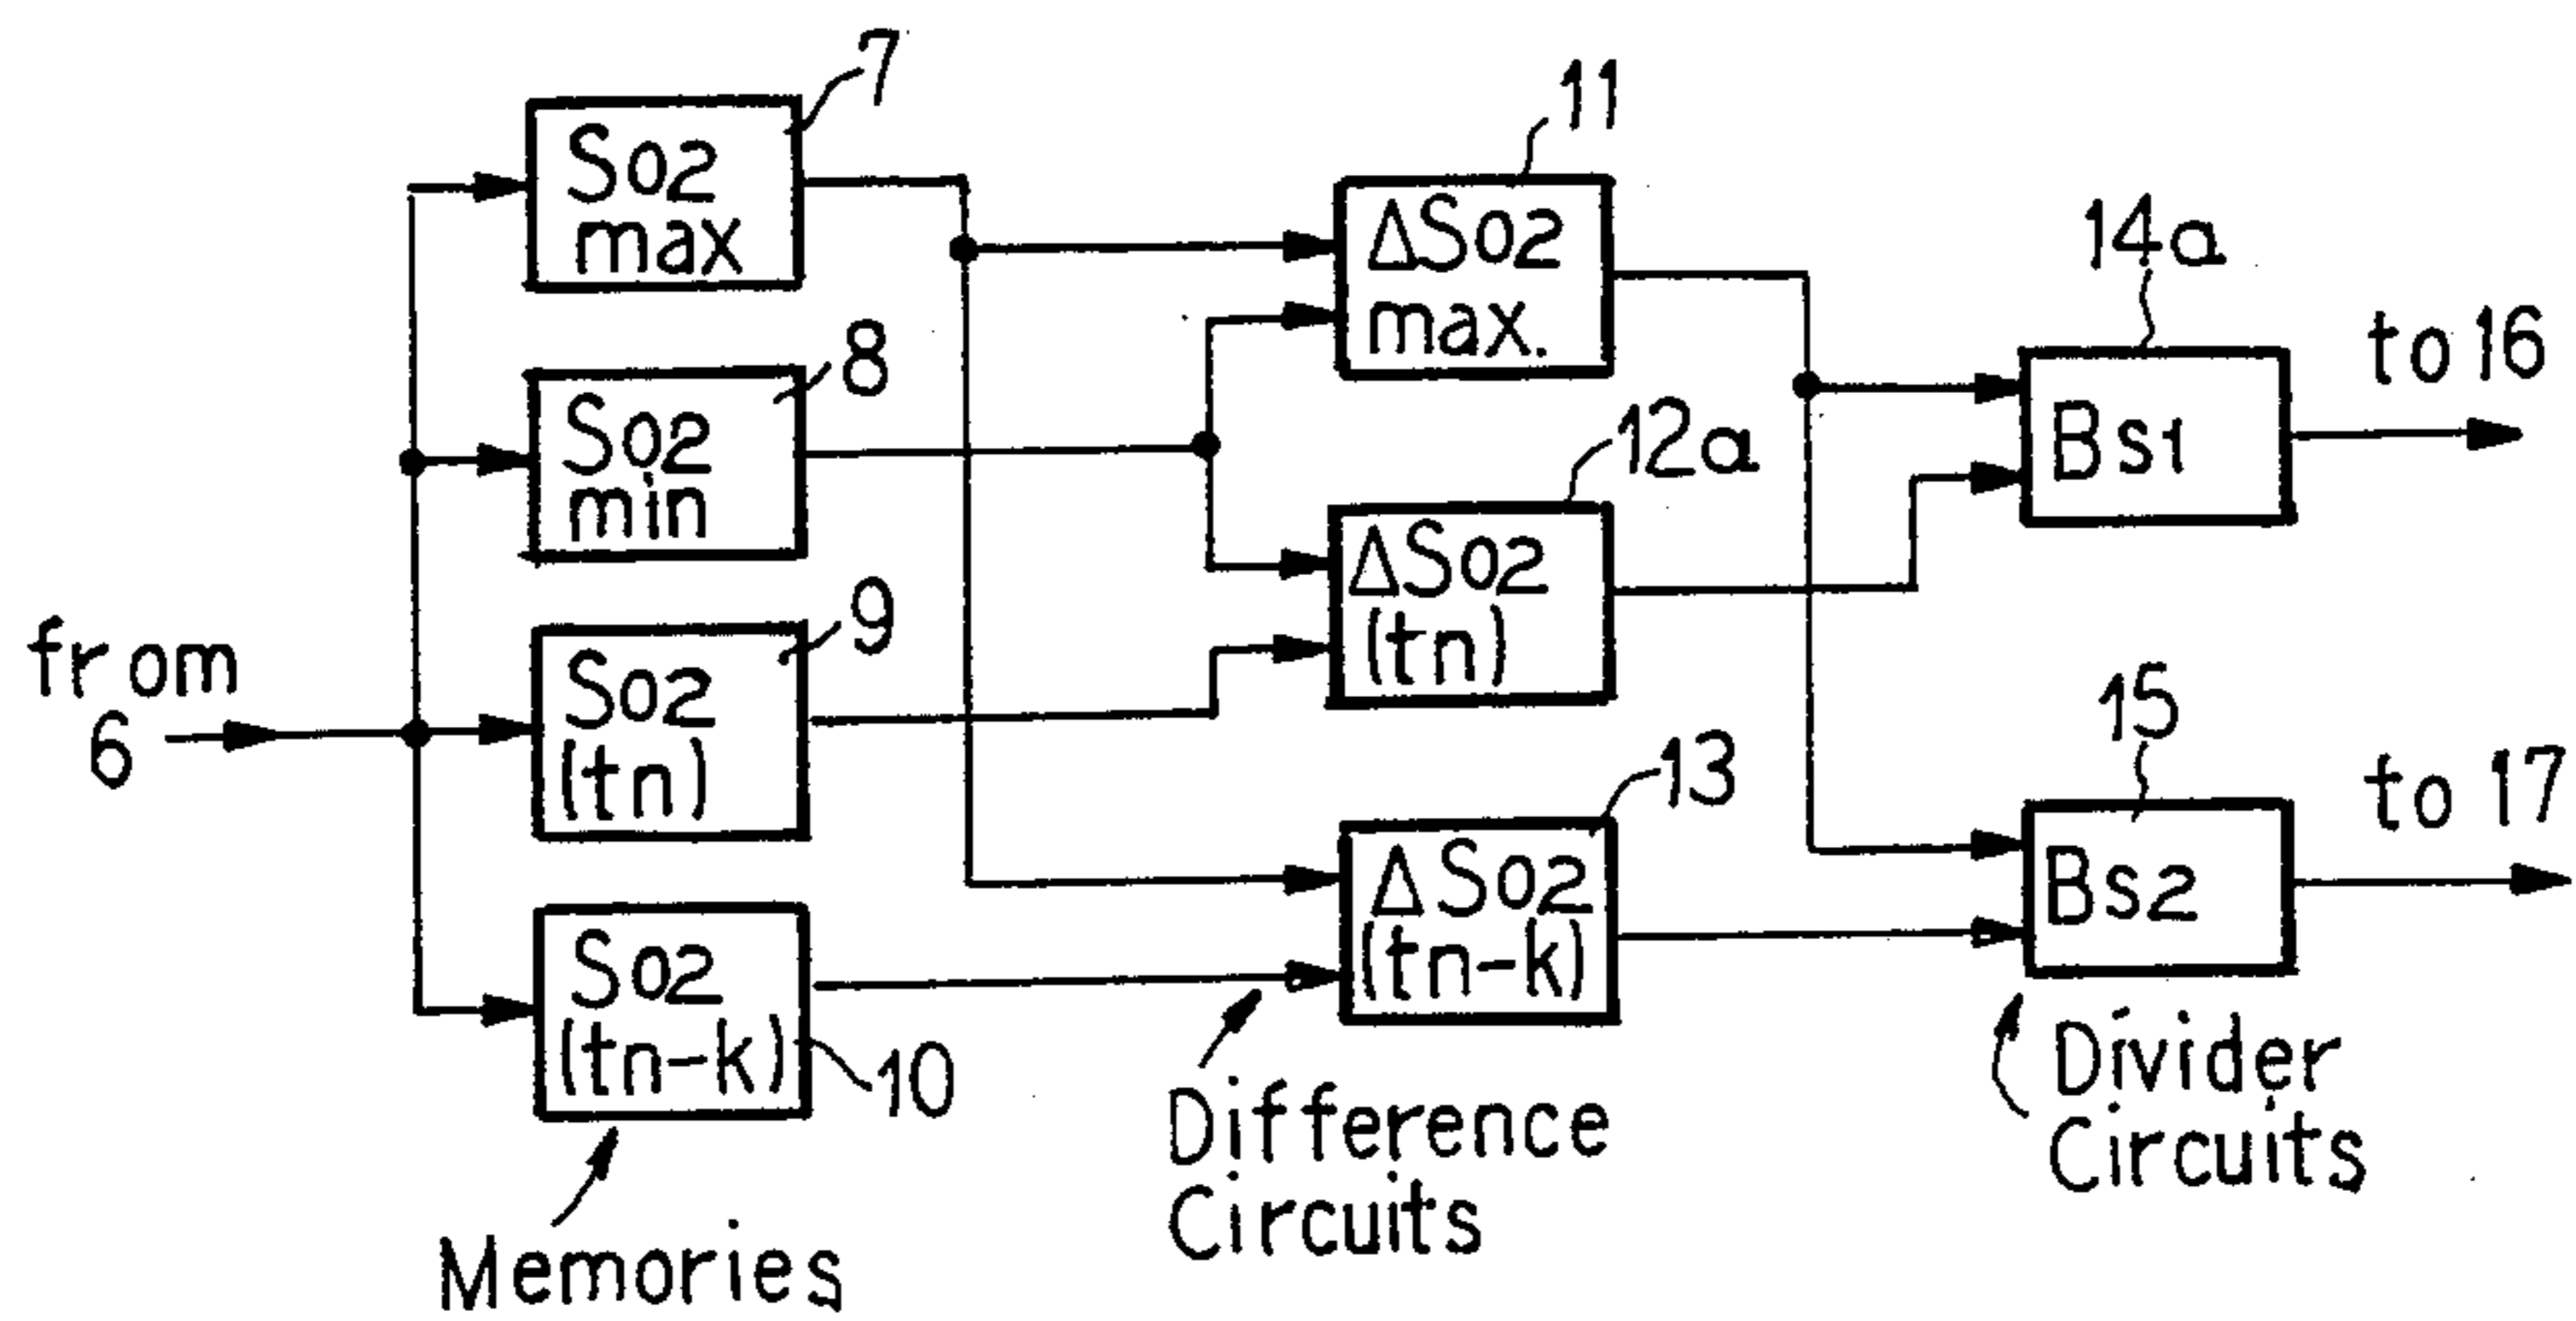 7
So2
max
8
So2
min
from
6
9
So2
(tn)
So2
(tn-k)
10
Memories
11
ΔSo2
max.
12a
ΔSo2
(tn)
13
ΔSo2
(tn-k)
Difference
Circuits
14a
Bs1
to 16
15
Bs2
to 17
Divider
Circuits